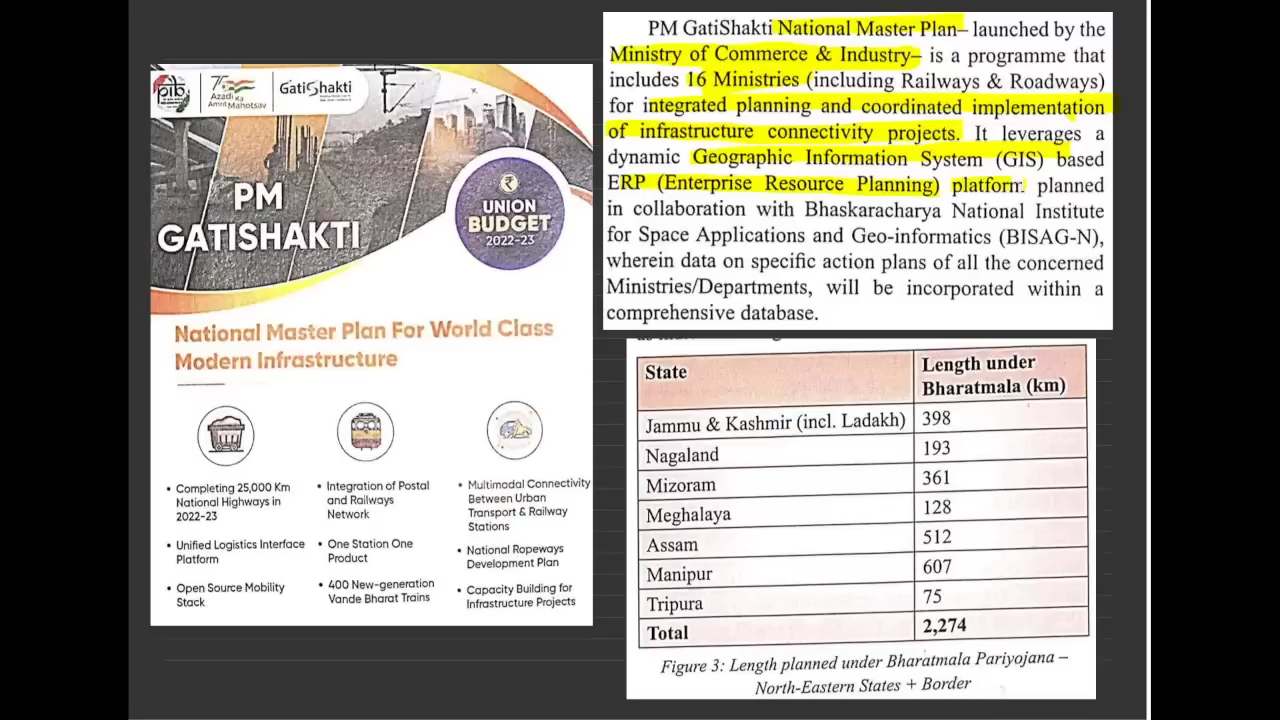 pib
75
Azadi Ka
Amrit Mahotsav
GatiShakti
PM
GATISHAKTI
₹
UNION
BUDGET
2022-23
National Master Plan For World Class
Modern Infrastructure
• Completing 25,000 Km
National Highways in
2022-23
• Unified Logistics Interface
Platform
• Open Source Mobility
Stack
• Integration of Postal
and Railways
Network
• One Station One
Product
• 400 New-generation
Vande Bharat Trains
• Multimodal Connectivity
Between Urban
Transport & Railway
Stations
• National Ropeways
Development Plan
• Capacity Building for
Infrastructure Projects
PM GatiShakti National Master Plan– launched by the
Ministry of Commerce & Industry– is a programme that
includes 16 Ministries (including Railways & Roadways)
for integrated planning and coordinated implementation
of infrastructure connectivity projects. It leverages a
dynamic Geographic Information System (GIS) based
ERP (Enterprise Resource Planning) platform. planned
in collaboration with Bhaskaracharya National Institute
for Space Applications and Geo-informatics (BISAG-N),
wherein data on specific action plans of all the concerned
Ministries/Departments, will be incorporated within a
comprehensive database.
State Length under
Bharatmala (km)
Jammu & Kashmir (incl. Ladakh) 398
Nagaland 193
Mizoram 361
Meghalaya 128
Assam 512
Manipur 607
Tripura 75
Total 2,274
Figure 3: Length planned under Bharatmala Pariyojana –
North-Eastern States + Border